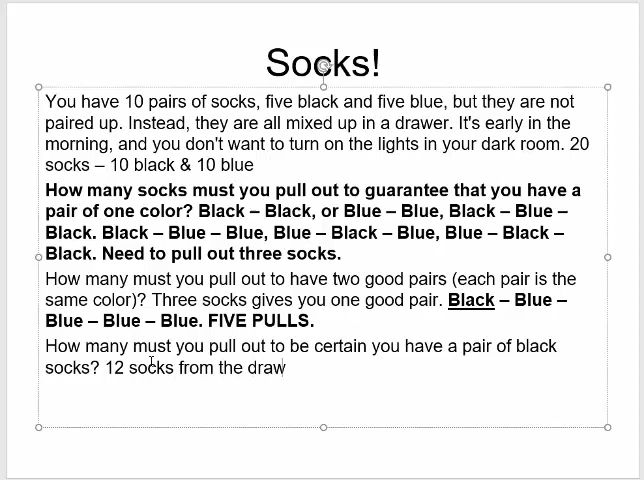 Socks!
You have 10 pairs of socks, five black and five blue, but they are not
paired up. Instead, they are all mixed up in a drawer. It's early in the
morning, and you don't want to turn on the lights in your dark room. 20
socks – 10 black & 10 blue
How many socks must you pull out to guarantee that you have a
pair of one color? Black – Black, or Blue – Blue, Black – Blue –
Black. Black – Blue – Blue, Blue – Black – Blue, Blue – Black –
Black. Need to pull out three socks.
How many must you pull out to have two good pairs (each pair is the
same color)? Three socks gives you one good pair. Black – Blue –
Blue – Blue – Blue. FIVE PULLS.
How many must you pull out to be certain you have a pair of black
socks? 12 socks from the draw